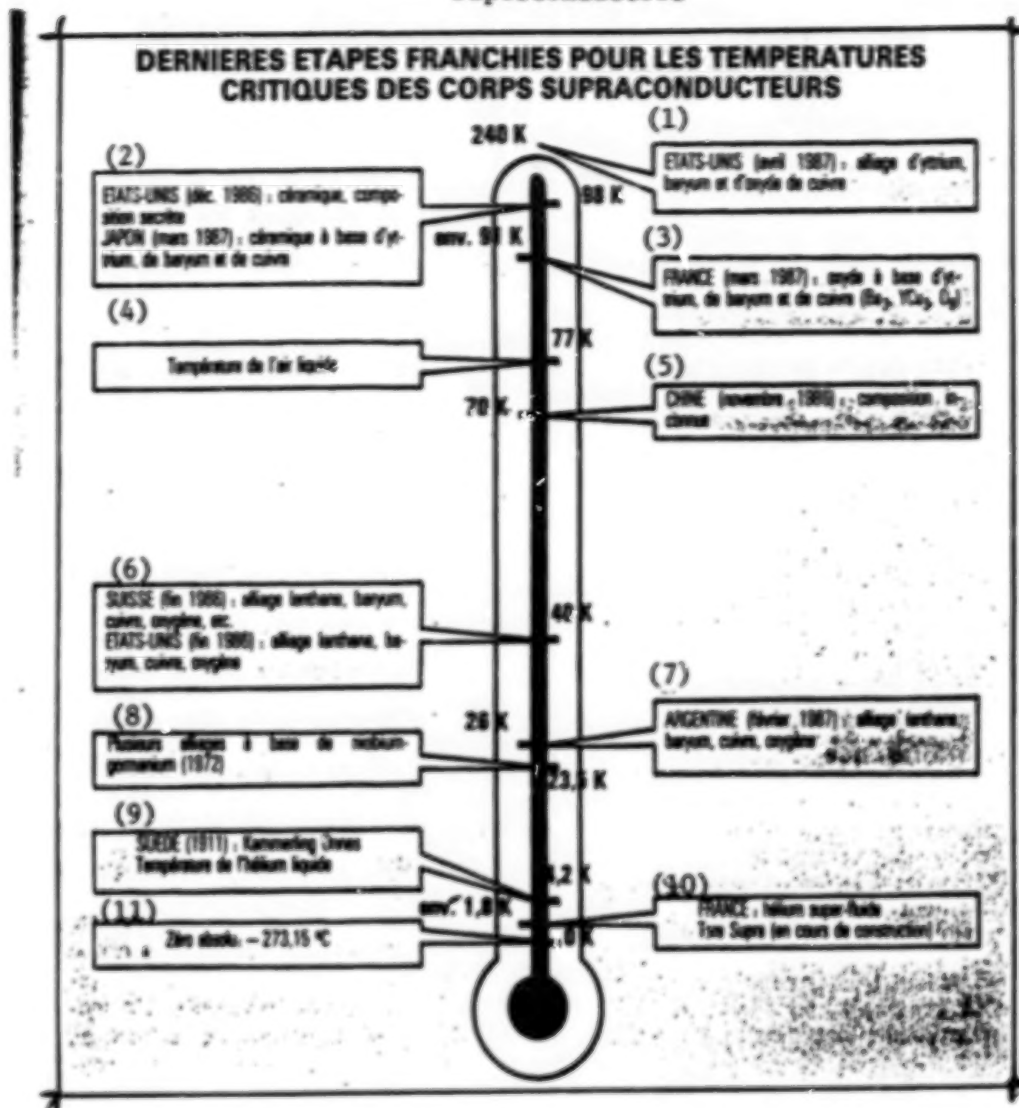 DERNIERES ETAPES FRANCHIES POUR LES TEMPERATURES
CRITIQUES DES CORPS SUPRACONDUCTEURS
240 K
(1)
ETATS-UNIS (avril 1987) : alliage d'yttrium,
baryum et d'oxyde de cuivre
(2)
ETATS-UNIS (déc. 1986) : céramique, compo-
sition secrète
JAPON (mars 1987) : céramique à base d'yt-
trium, de baryum et de cuivre
98 K
env. 91 K
(3)
FRANCE (mars 1987) : oxyde à base d'yt-
trium, de baryum et de cuivre
(4)
Température de l'air liquide
77 K
(5)
CHINE (novembre 1986) : composition in-
connue
70 K
(6)
SUISSE (fin 1986) : alliage lanthane, baryum,
cuivre, oxygène, etc.
ETATS-UNIS (fin 1986) : alliage lanthane, ba-
ryum, cuivre, oxygène
40 K
(7)
ARGENTINE (février 1987) : alliage lanthane,
baryum, cuivre, oxygène
26 K
(8)
Plusieurs alliages à base de niobium-
germanium (1972)
23,5 K
(9)
SUEDE (1911) : Kammerling Onnes
Température de l'hélium liquide
4,2 K
env. 1,8 K
(10)
FRANCE : hélium super-fluide
Tore Supra (en cours de construction)
(11)
Zéro absolu : – 273,15 °C
0 K